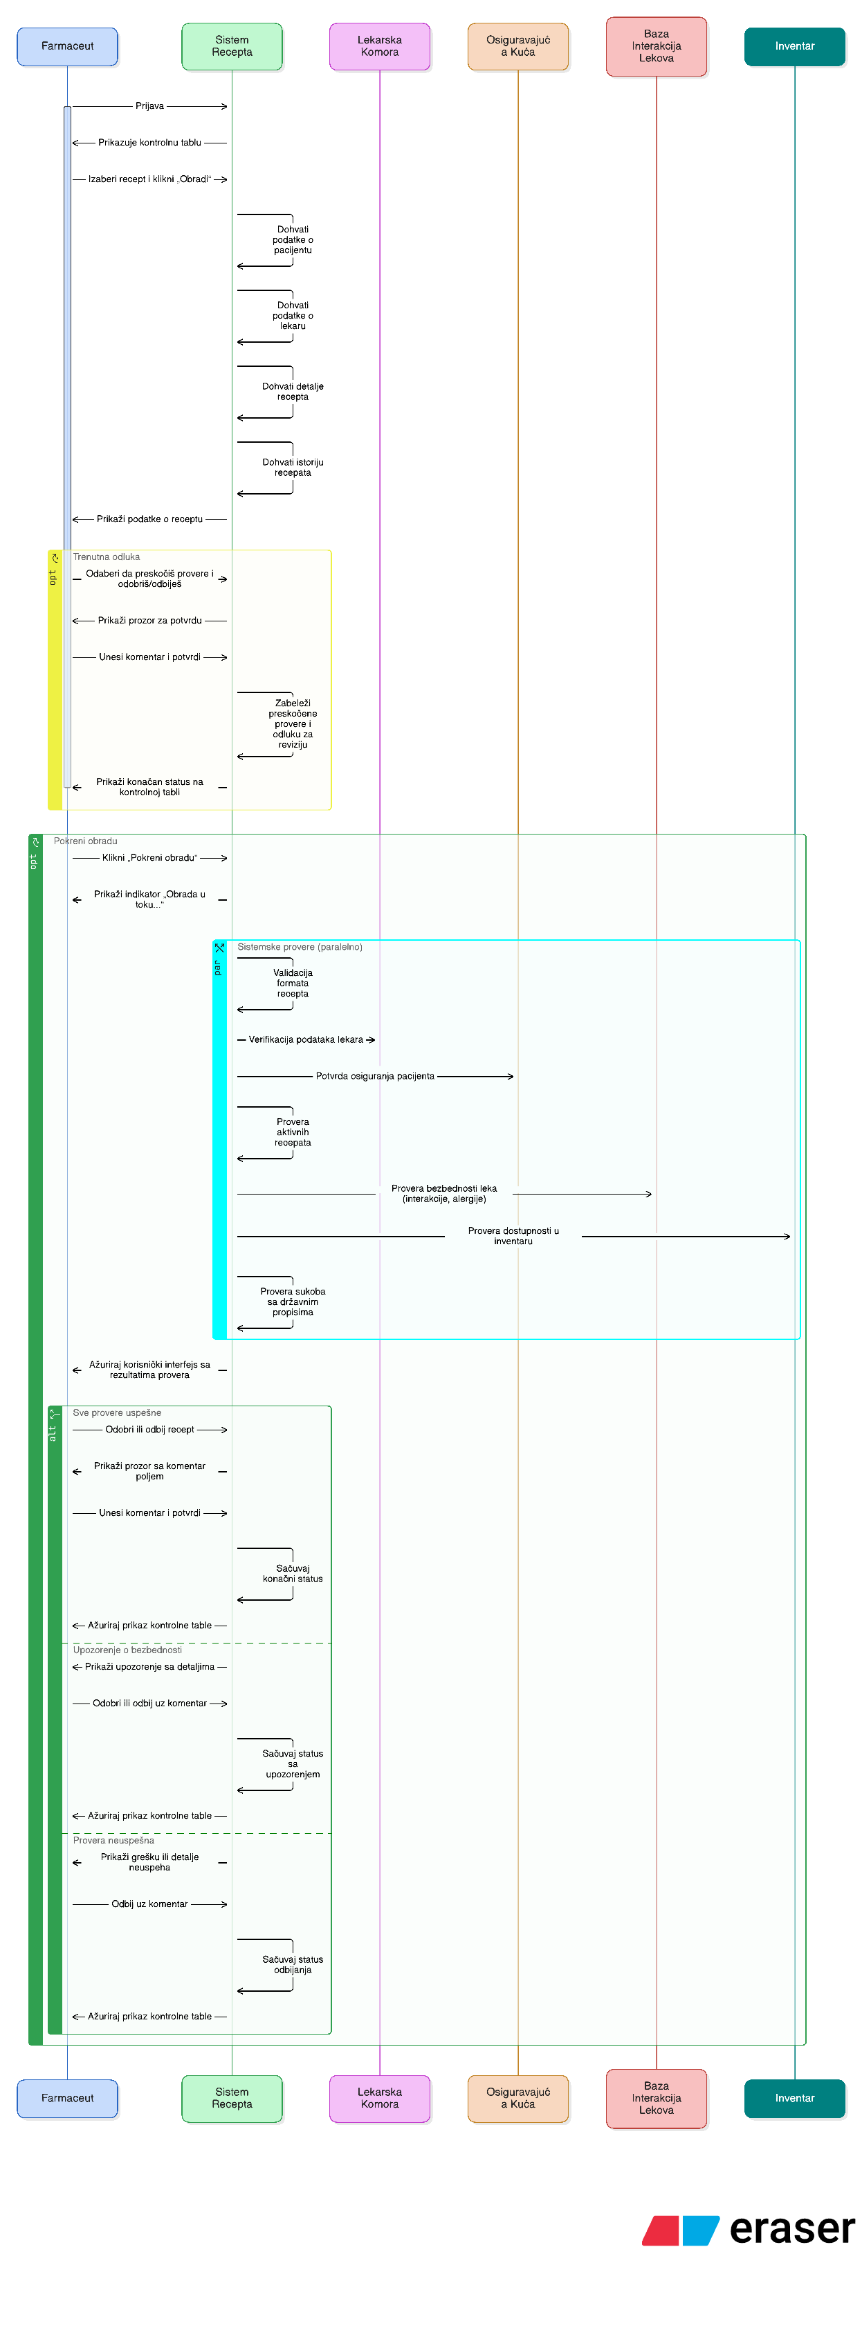 Farmaceut
Sistem
Recepta
Lekarska
Komora
Osiguravajuć
a Kuća
Baza
Interakcija
Lekova
Inventar
Prijava
Prikazuje kontrolnu tablu
Izaberi recept i klikni „Obradi“
Dohvati
podatke o
pacijentu
Dohvati
podatke o
lekaru
Dohvati detalje
recepta
Dohvati istoriju
recepata
Prikaži podatke o receptu
opt
Trenutna odluka
Odaberi da preskočiš provere i
odobriš/odbiješ
Prikaži prozor za potvrdu
Unesi komentar i potvrdi
Zabeleži
preskočene
provere i
odluku za
reviziju
Prikaži konačan status na
kontrolnoj tabli
opt
Pokreni obradu
Klikni „Pokreni obradu“
Prikaži indikator „Obrada u
toku...“
par
Sistemske provere (paralelno)
Validacija
formata
recepta
Verifikacija podataka lekara
Potvrda osiguranja pacijenta
Provera
aktivnih
recepata
Provera bezbednosti leka
(interakcije, alergije)
Provera dostupnosti u
inventaru
Provera sukoba
sa državnim
propisima
Ažuriraj korisnički interfejs sa
rezultatima provera
alt
Sve provere uspešne
Odobri ili odbij recept
Prikaži prozor sa komentar
poljem
Unesi komentar i potvrdi
Sačuvaj
konačni status
Ažuriraj prikaz kontrolne table
Upozorenje o bezbednosti
Prikaži upozorenje sa detaljima
Odobri ili odbij uz komentar
Sačuvaj status
sa
upozorenjem
Ažuriraj prikaz kontrolne table
Provera neuspešna
Prikaži grešku ili detalje
neuspeha
Odbij uz komentar
Sačuvaj status
odbijanja
Ažuriraj prikaz kontrolne table
Farmaceut
Sistem
Recepta
Lekarska
Komora
Osiguravajuć
a Kuća
Baza
Interakcija
Lekova
Inventar
eraser